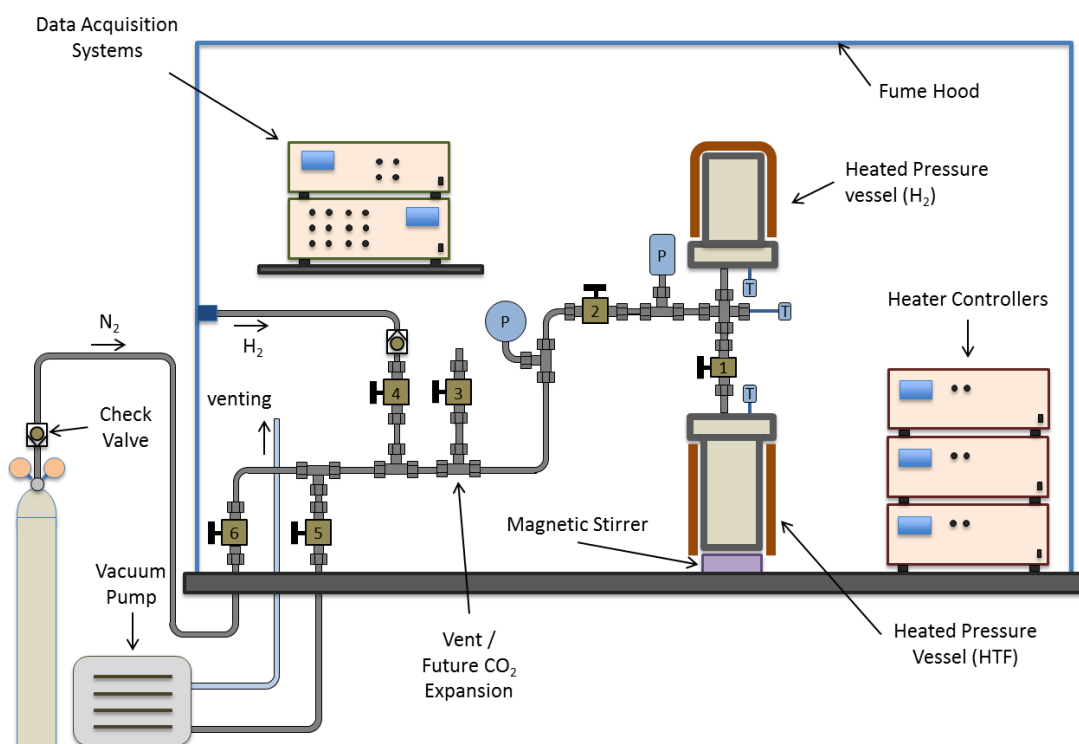 Data Acquisition
Systems
Fume Hood
Heated Pressure
vessel (H₂)
P
2
T
T
P
N₂
H₂
Heater Controllers
1
4
3
T
venting
Check
Valve
6
5
Magnetic Stirrer
Vacuum
Pump
Vent /
Future CO₂
Expansion
Heated Pressure
Vessel (HTF)